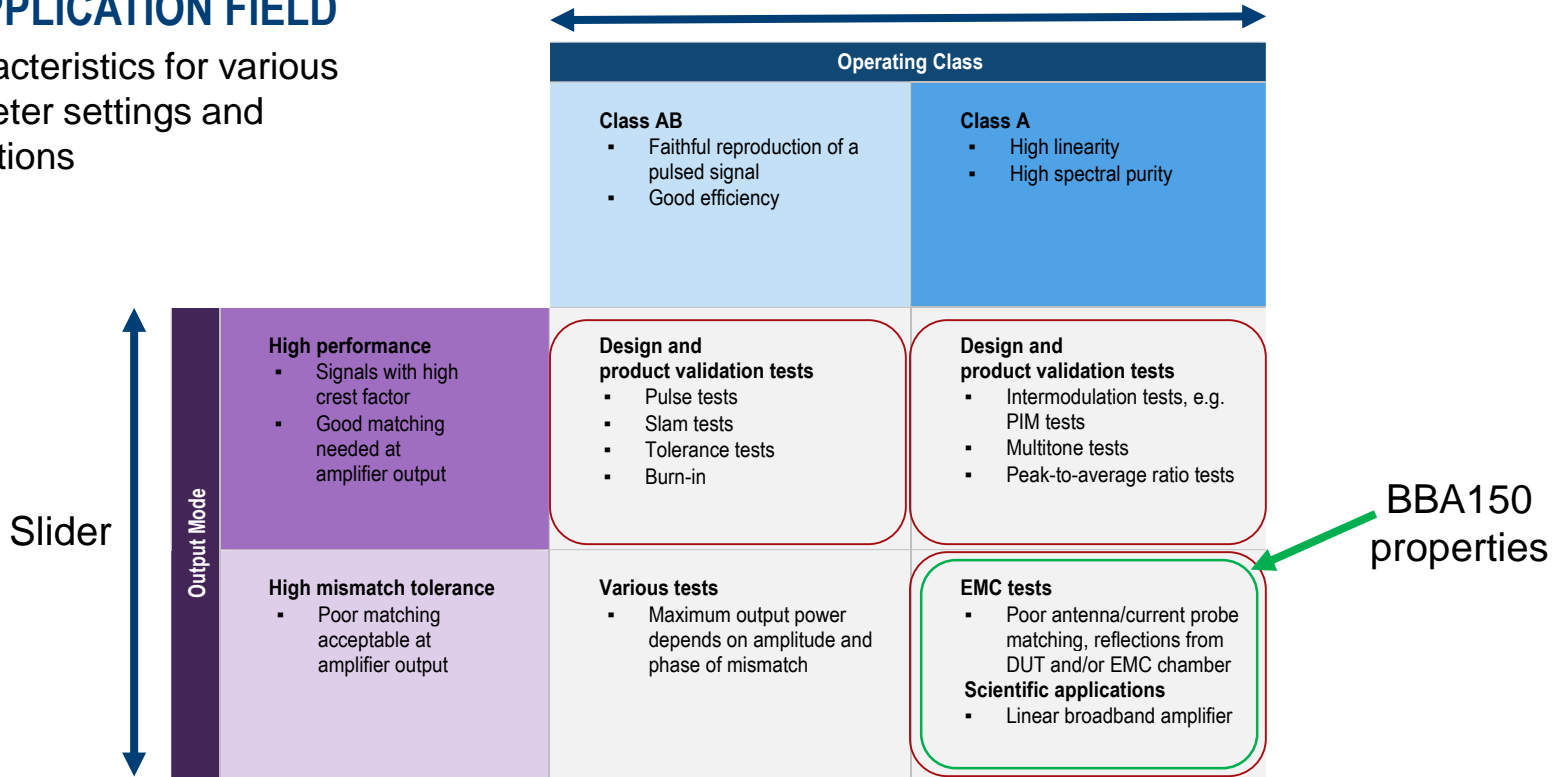 PPLICATION FIELD
acteristics for various
eter settings and
tions
Operating Class
Class AB
▪ Faithful reproduction of a
pulsed signal
▪ Good efficiency
Class A
▪ High linearity
▪ High spectral purity
Slider
Output Mode
High performance
▪ Signals with high
crest factor
▪ Good matching
needed at
amplifier output
Design and
product validation tests
▪ Pulse tests
▪ Slam tests
▪ Tolerance tests
▪ Burn-in
Design and
product validation tests
▪ Intermodulation tests, e.g.
PIM tests
▪ Multitone tests
▪ Peak-to-average ratio tests
BBA150
properties
High mismatch tolerance
▪ Poor matching
acceptable at
amplifier output
Various tests
▪ Maximum output power
depends on amplitude and
phase of mismatch
EMC tests
▪ Poor antenna/current probe
matching, reflections from
DUT and/or EMC chamber
Scientific applications
▪ Linear broadband amplifier